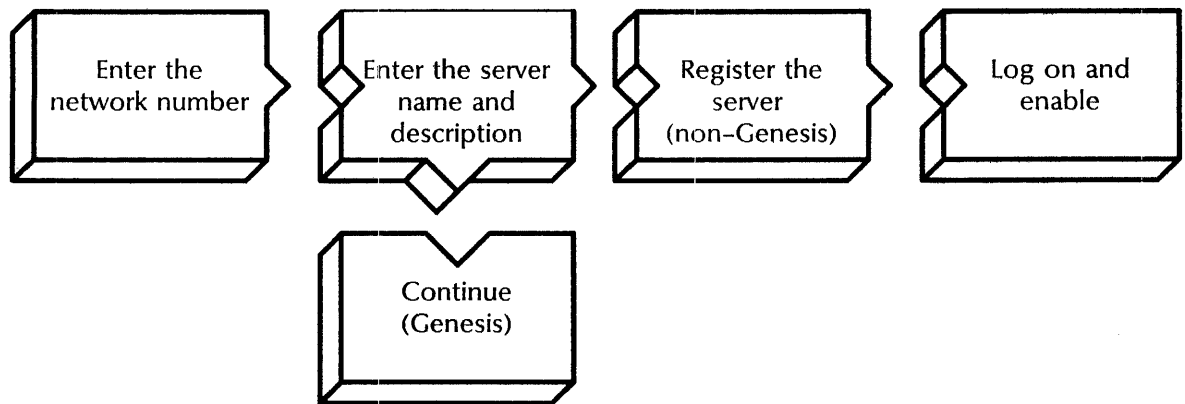 Enter the
network number
Enter the server
name and
description
Register the
server
(non-Genesis)
Log on and
enable
Continue
(Genesis)